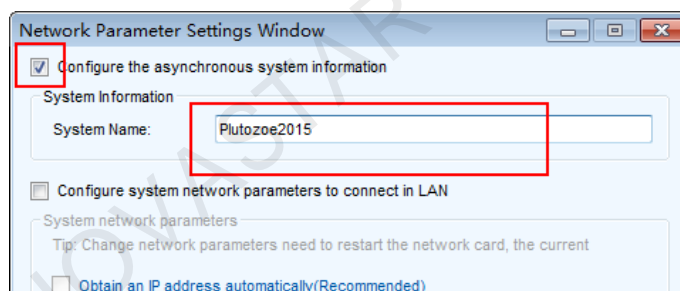 Network Parameter Settings Window
Configure the asynchronous system information
System Information
System Name: Plutozoe2015
Configure system network parameters to connect in LAN
System network parameters
Tip: Change network parameters need to restart the network card, the current
Obtain an IP address automatically(Recommended)
NOVASTAR